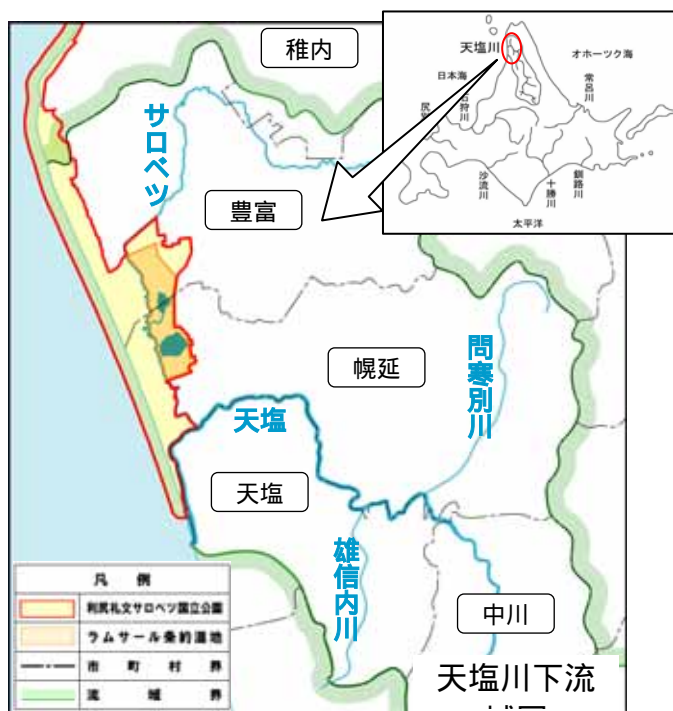 稚内
サロベツ
豊富
幌延
問寒別川
天塩
天塩
雄信内川
中川
天塩川下流
天塩川
オホーツク海
日本海
石狩川
常呂川
沙流川
十勝川
釧路川
太平洋
凡 例
利尻礼文サロベツ国立公園
ラムサール条約湿地
市町村界
流域界